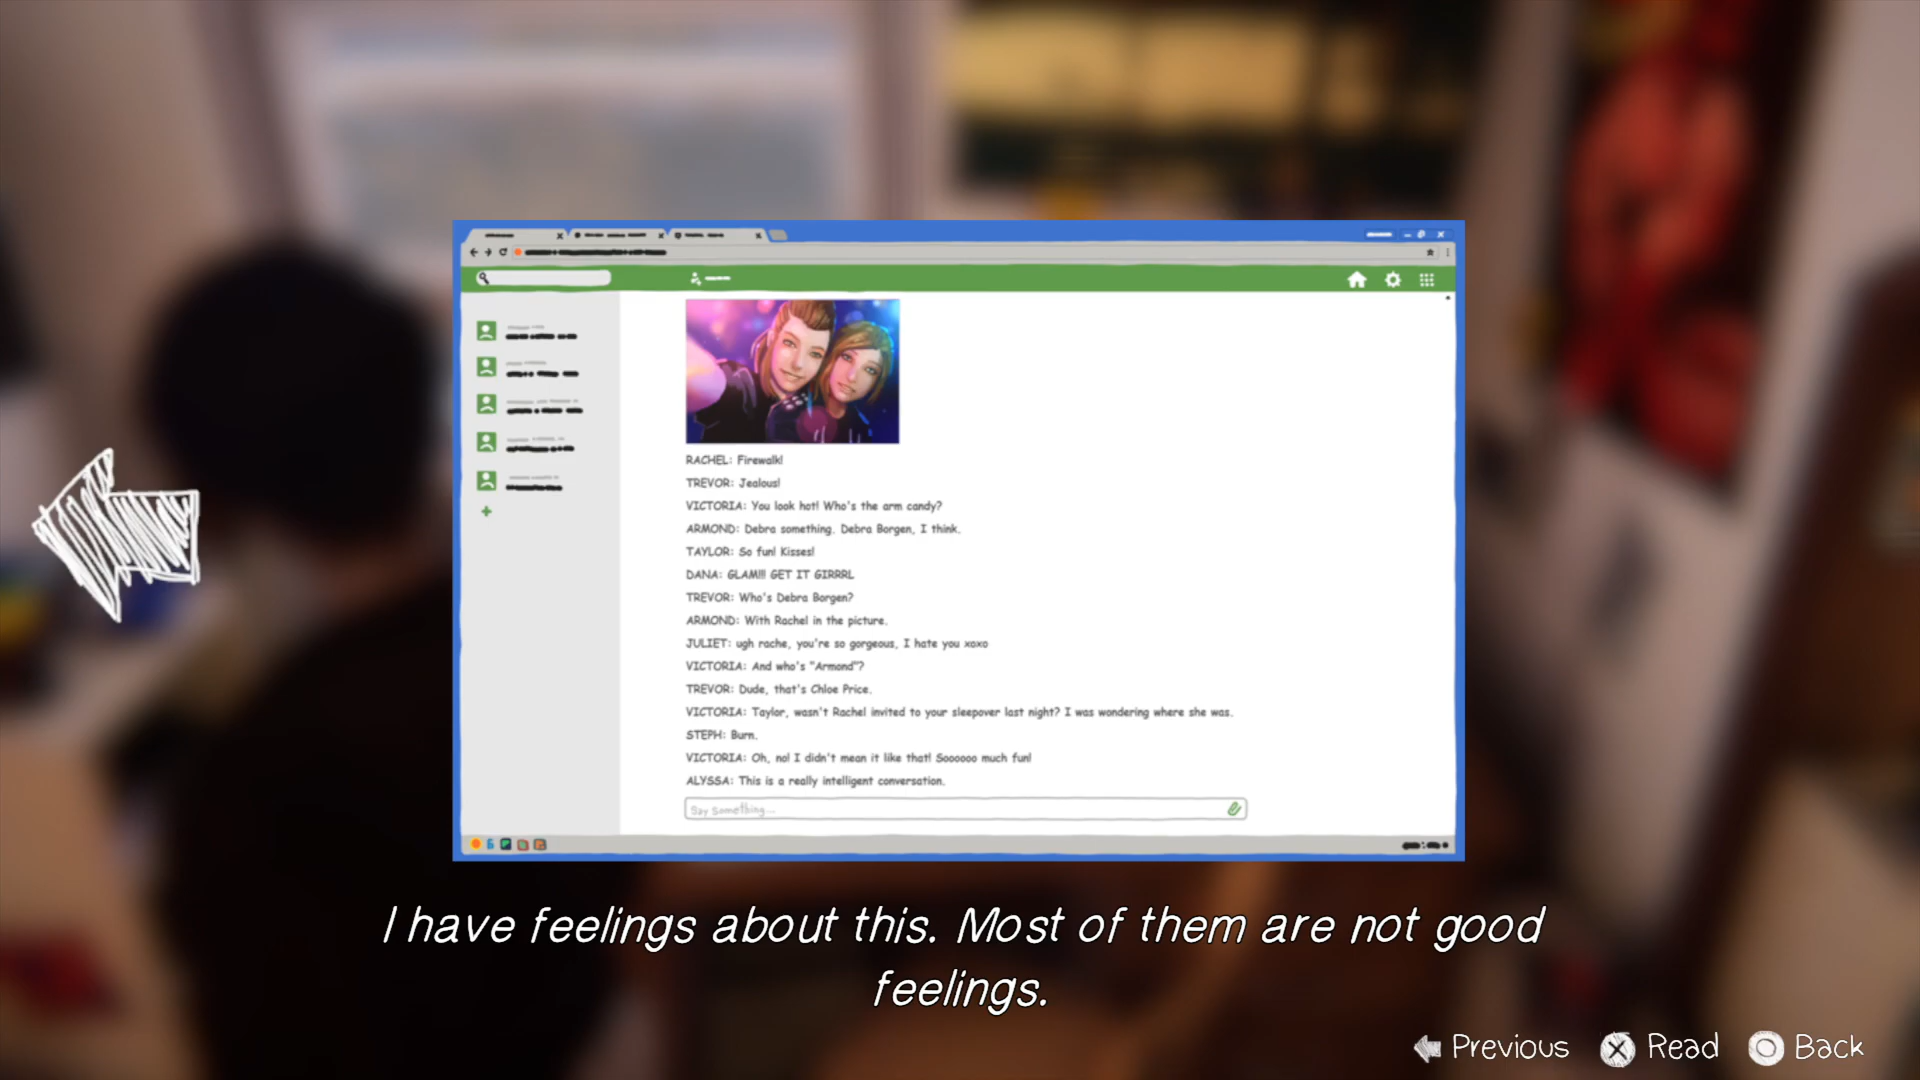 RACHEL: Firewalk!
TREVOR: Jealous!
VICTORIA: You look hot! Who's the arm candy?
ARMOND: Debra something. Debra Borgen, I think.
TAYLOR: So fun! Kisses!
DANA: GLAM!!! GET IT GIRRRL
TREVOR: Who's Debra Borgen?
ARMOND: With Rachel in the picture.
JULIET: ugh rache, you're so gorgeous, I hate you xoxo
VICTORIA: And who's "Armond"?
TREVOR: Dude, that's Chloe Price.
VICTORIA: Taylor, wasn't Rachel invited to your sleepover last night? I was wondering where she was.
STEPH: Burn.
VICTORIA: Oh, no! I didn't mean it like that! Soooooo much fun!
ALYSSA: This is a really intelligent conversation.
Say Something...
I have feelings about this. Most of them are not good
feelings.
Previous Read Back